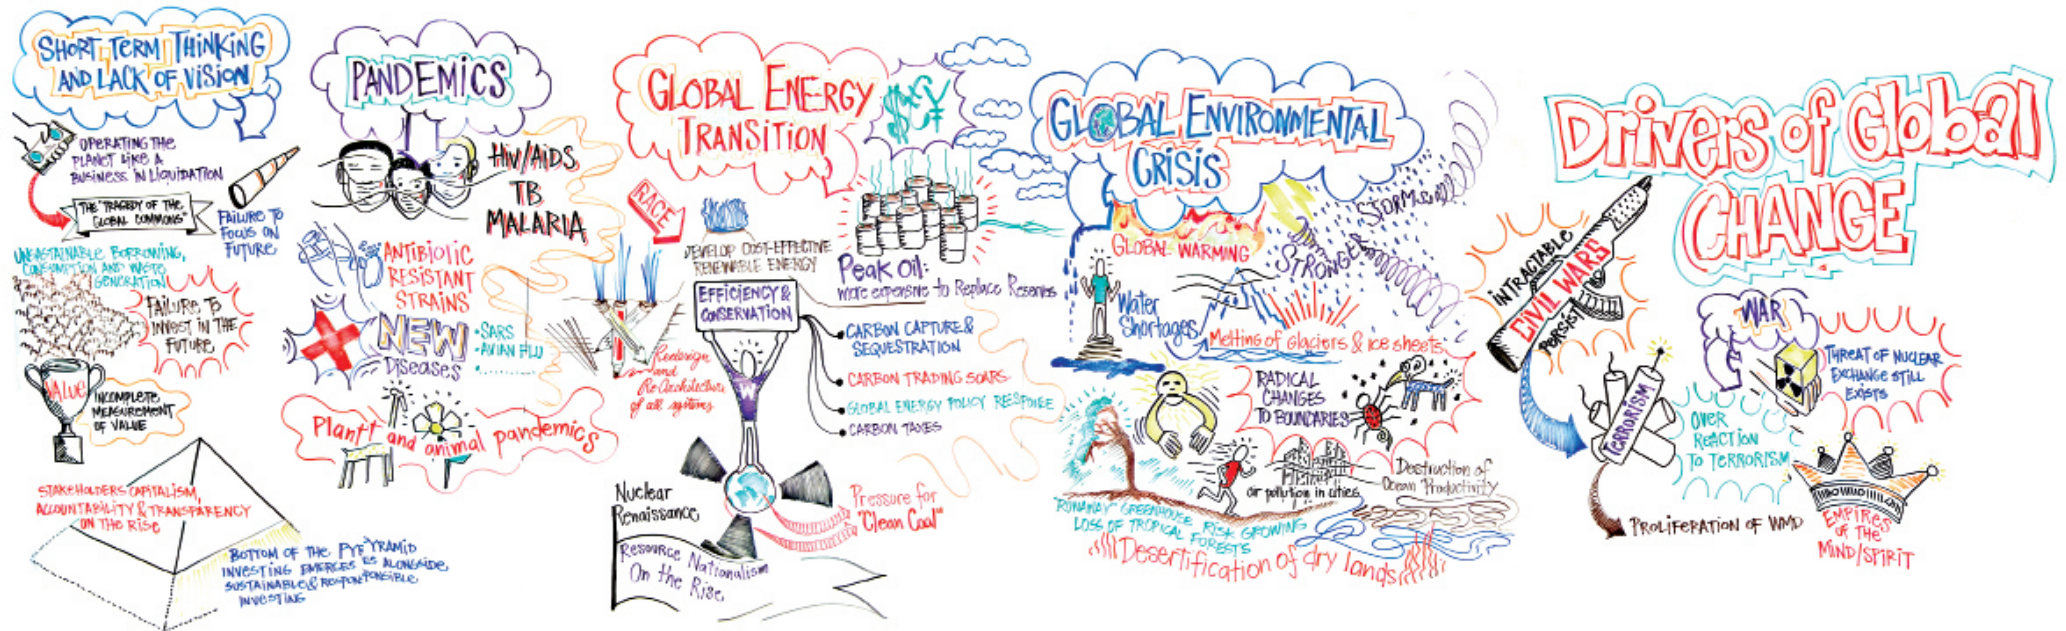 SHORT TERM THINKING
AND LACK OF VISION
OPERATING THE
PLANET LIKE A
BUSINESS IN LIQUIDATION
THE "TRAGEDY OF THE
GLOBAL COMMONS"
FAILURE TO
FOCUS ON
FUTURE
UNSUSTAINABLE BORROWING,
CONSUMPTION AND WASTE
GENERATION
FAILURE TO
INVEST IN THE
FUTURE
VALUE
INCOMPLETE
MEASUREMENT
OF VALUE
STAKEHOLDERS CAPITALISM,
ACCOUNTABILITY & TRANSPARENCY
ON THE RISE
BOTTOM OF THE PYRAMID
INVESTING EMERGES AS ALONGSIDE
SUSTAINABLE & RESPONSIBLE
INVESTING
PANDEMICS
HIV/AIDS
TB
MALARIA
ANTIBIOTIC
RESISTANT
STRAINS
NEW
DISEASES
• SARS
• AVIAN FLU
Plant and animal pandemics
GLOBAL ENERGY
TRANSITION
$€¥
RACE
DEVELOP COST-EFFECTIVE
RENEWABLE ENERGY
Peak Oil:
more expensive to Replace Reserves
EFFICIENCY &
CONSERVATION
Redesign
and
Re-Architecture
of all systems
CARBON CAPTURE &
SEQUESTRATION
CARBON TRADING SOARS
GLOBAL ENERGY POLICY RESPONSE
CARBON TAXES
W
Nuclear
Renaissance
Pressure for
"Clean Coal"
Resource Nationalism
On the Rise
GLOBAL ENVIRONMENTAL
CRISIS
GLOBAL WARMING
STRONGER
STORMS
Water
Shortages
Melting of Glaciers & ice sheets
RADICAL
CHANGES
TO BOUNDARIES
air pollution in cities
Destruction of
Ocean Productivity
"RUNAWAY" GREENHOUSE RISK GROWING
LOSS OF TROPICAL FORESTS
Desertification of dry lands
Drivers of Global
CHANGE
INTRACTABLE
CIVIL WARS
PERSIST
WAR
THREAT OF NUCLEAR
EXCHANGE STILL
EXISTS
TERRORISM
OVER
REACTION
TO TERRORISM
PROLIFERATION OF WMD
EMPIRES
OF THE
MIND/SPIRIT